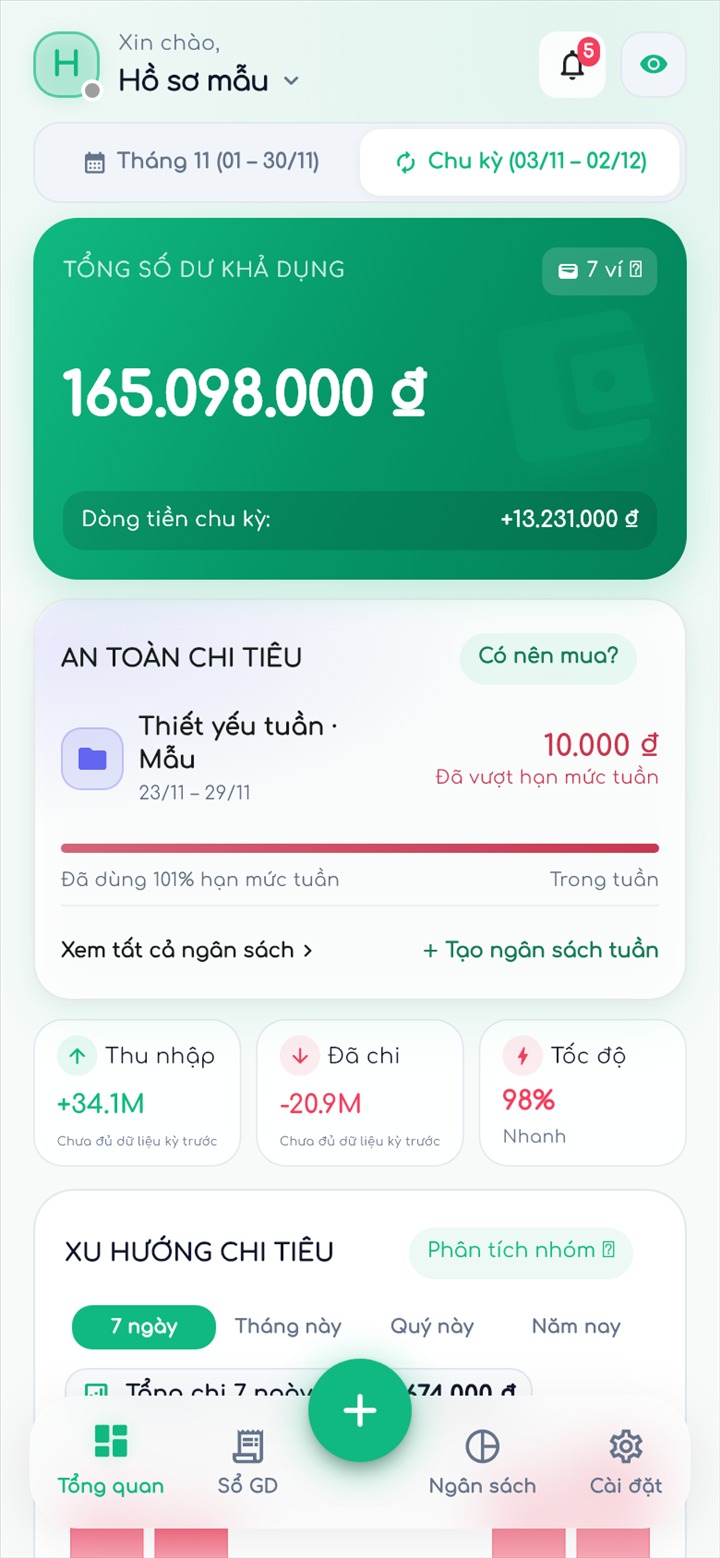 H
Xin chào,
Hồ sơ mẫu
5
Tháng 11 (01 – 30/11)
Chu kỳ (03/11 – 02/12)
TỔNG SỐ DƯ KHẢ DỤNG
7 ví
165.098.000 ₫
Dòng tiền chu kỳ:
+13.231.000 ₫
AN TOÀN CHI TIÊU
Có nên mua?
Thiết yếu tuần ·
Mẫu
23/11 – 29/11
10.000 ₫
Đã vượt hạn mức tuần
Đã dùng 101% hạn mức tuần
Trong tuần
Xem tất cả ngân sách ›
+ Tạo ngân sách tuần
Thu nhập
+34.1M
Chưa đủ dữ liệu kỳ trước
Đã chi
-20.9M
Chưa đủ dữ liệu kỳ trước
Tốc độ
98%
Nhanh
XU HƯỚNG CHI TIÊU
Phân tích nhóm
7 ngày
Tháng này
Quý này
Năm nay
Tổng chi 7 ngày
674.000 ₫
Tổng quan
Sổ GD
Ngân sách
Cài đặt